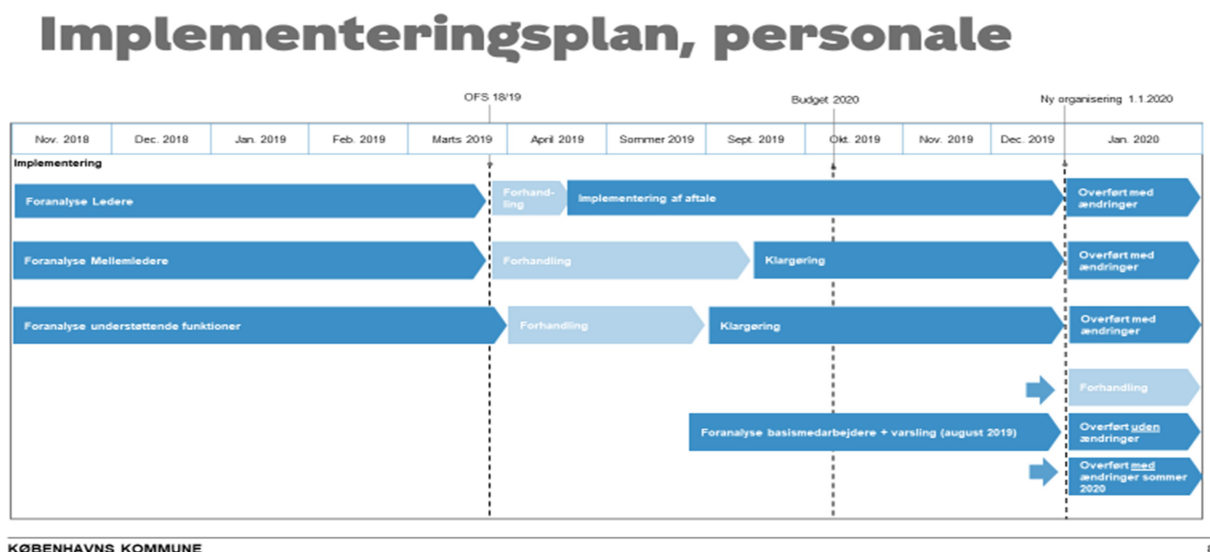 Implementeringsplan, personale
OFS 18/19
Budget 2020
Ny organisering 1.1.2020
Nov. 2018
Dec. 2018
Jan. 2019
Feb. 2019
Marts 2019
April 2019
Sommer 2019
Sept. 2019
Okt. 2019
Nov. 2019
Dec. 2019
Jan. 2020
Implementering
Foranalyse Ledere
Forhand-
ling
Implementering af aftale
Overført med
ændringer
Foranalyse Mellemledere
Forhandling
Klargøring
Overført med
ændringer
Foranalyse understøttende funktioner
Forhandling
Klargøring
Overført med
ændringer
Forhandling
Foranalyse basismedarbejdere + varsling (august 2019)
Overført uden
ændringer
Overført med
ændringer sommer
2020
KØBENHAVNS KOMMUNE